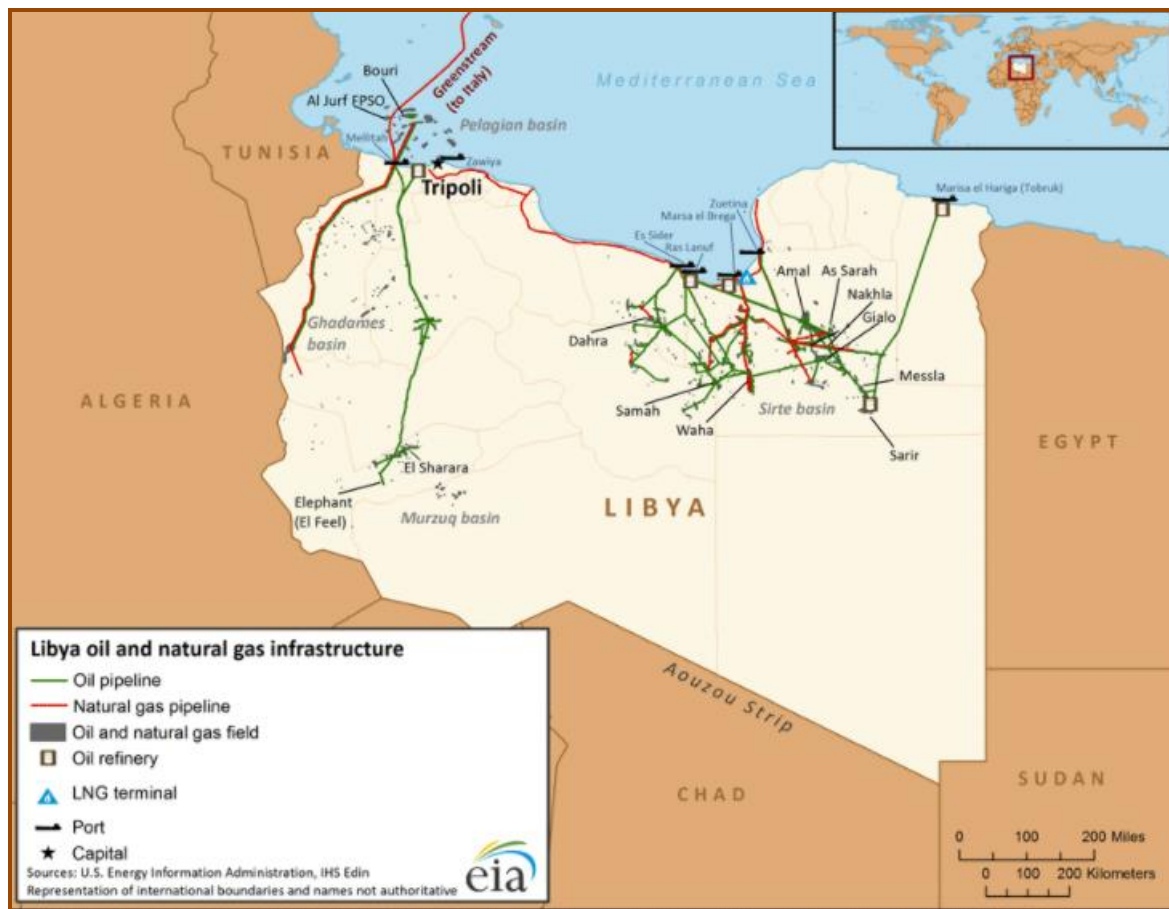 Bouri
Al Jurf FPSO
Greenstream
(to Italy)
Mediterranean Sea
Pelagian basin
Mellitah
Zawiya
TUNISIA
Tripoli
Marisa el Hariga (Tobruk)
Zuetina
Marsa el Brega
Es Sider
Ras Lanuf
Amal
As Sarah
Nakhla
Gialo
Ghadames
basin
Dahra
Messla
ALGERIA
Samah
Sirte basin
Waha
EGYPT
Sarir
El Sharara
Elephant
(El Feel)
Murzuq basin
LIBYA
Libya oil and natural gas infrastructure
Oil pipeline
Natural gas pipeline
Oil and natural gas field
Oil refinery
LNG terminal
Port
Capital
Sources: U.S. Energy Information Administration, IHS Edin
Representation of international boundaries and names not authoritative
eia
Aouzou Strip
CHAD
SUDAN
0 100 200 Miles
0 100 200 Kilometers